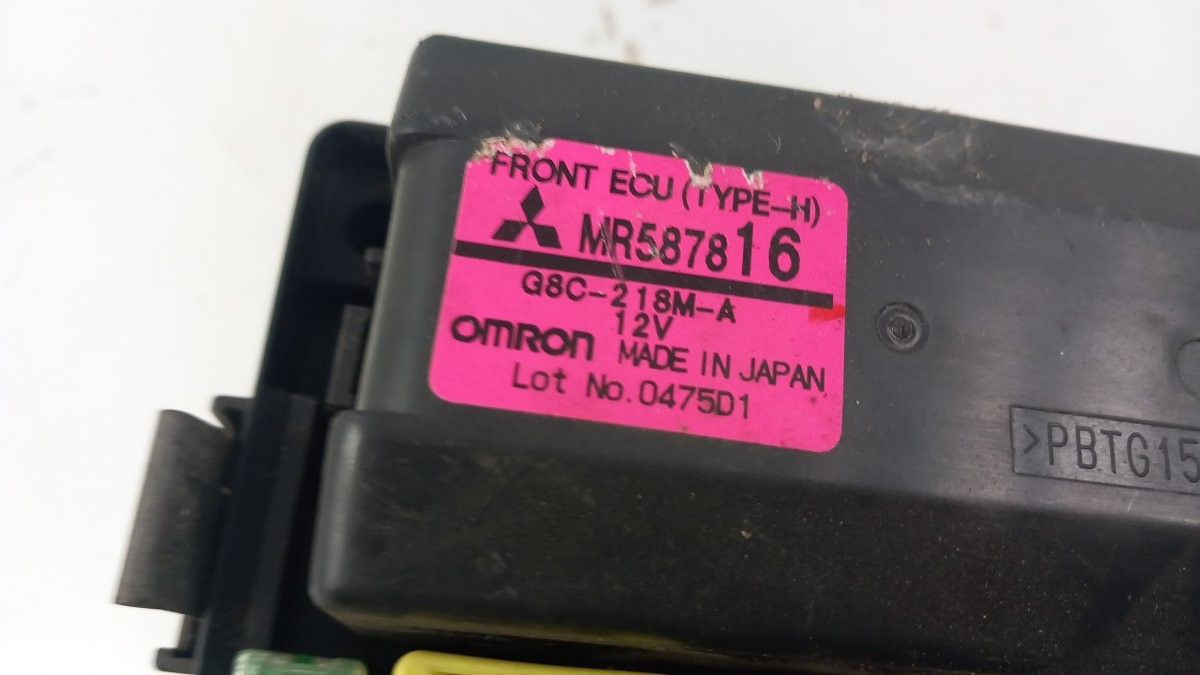 FRONT ECU (TYPE-H)
MR587816
G8C-218M-A
12V
OMRON MADE IN JAPAN
Lot No.0475D1
>PBTG15